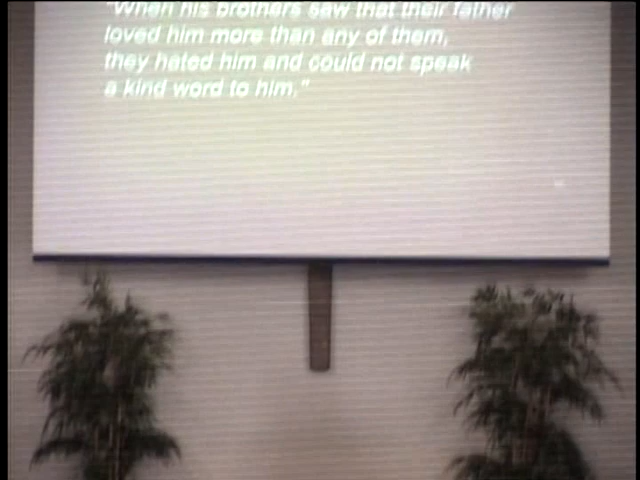 "When his brothers saw that their father
loved him more than any of them,
they hated him and could not speak
a kind word to him."